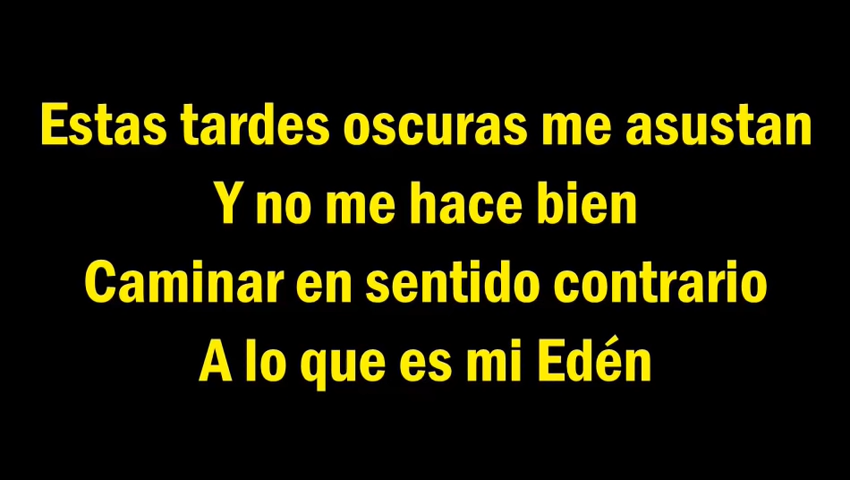 Estas tardes oscuras me asustan
Y no me hace bien
Caminar en sentido contrario
A lo que es mi Edén